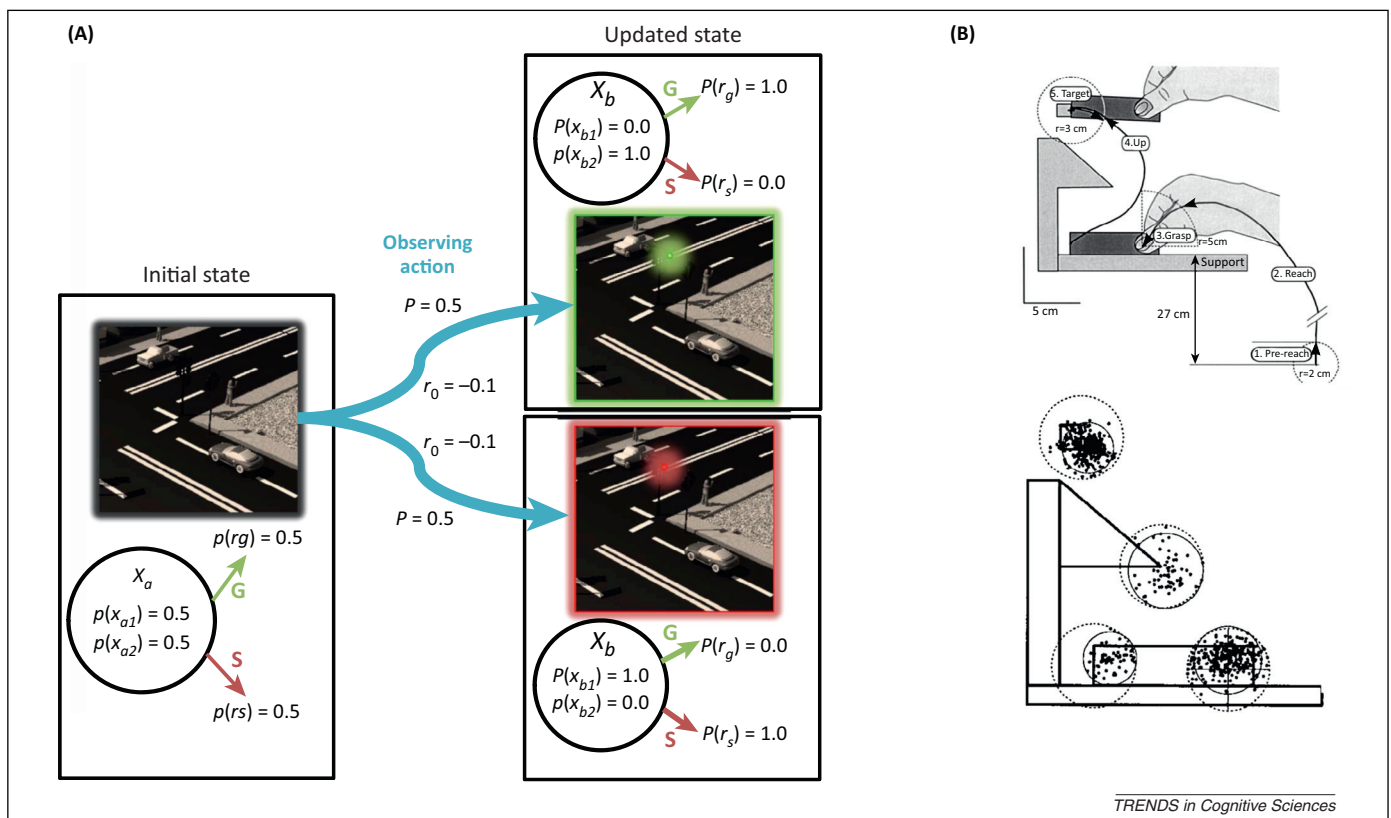 (A)
Initial state
X_a
p(x_a1) = 0.5
p(x_a2) = 0.5
p(rg) = 0.5
G
S
p(rs) = 0.5
Observing
action
P = 0.5
r_0 = –0.1
r_0 = –0.1
P = 0.5
Updated state
X_b
P(x_b1) = 0.0
p(x_b2) = 1.0
G
P(r_g) = 1.0
S
P(r_s) = 0.0
X_b
P(x_b1) = 1.0
p(x_b2) = 0.0
G
P(r_g) = 0.0
S
P(r_s) = 1.0
(B)
5. Target
r=3 cm
4.Up
3.Grasp
r=5cm
Support
2. Reach
5 cm
27 cm
1. Pre-reach
r=2 cm
TRENDS in Cognitive Sciences